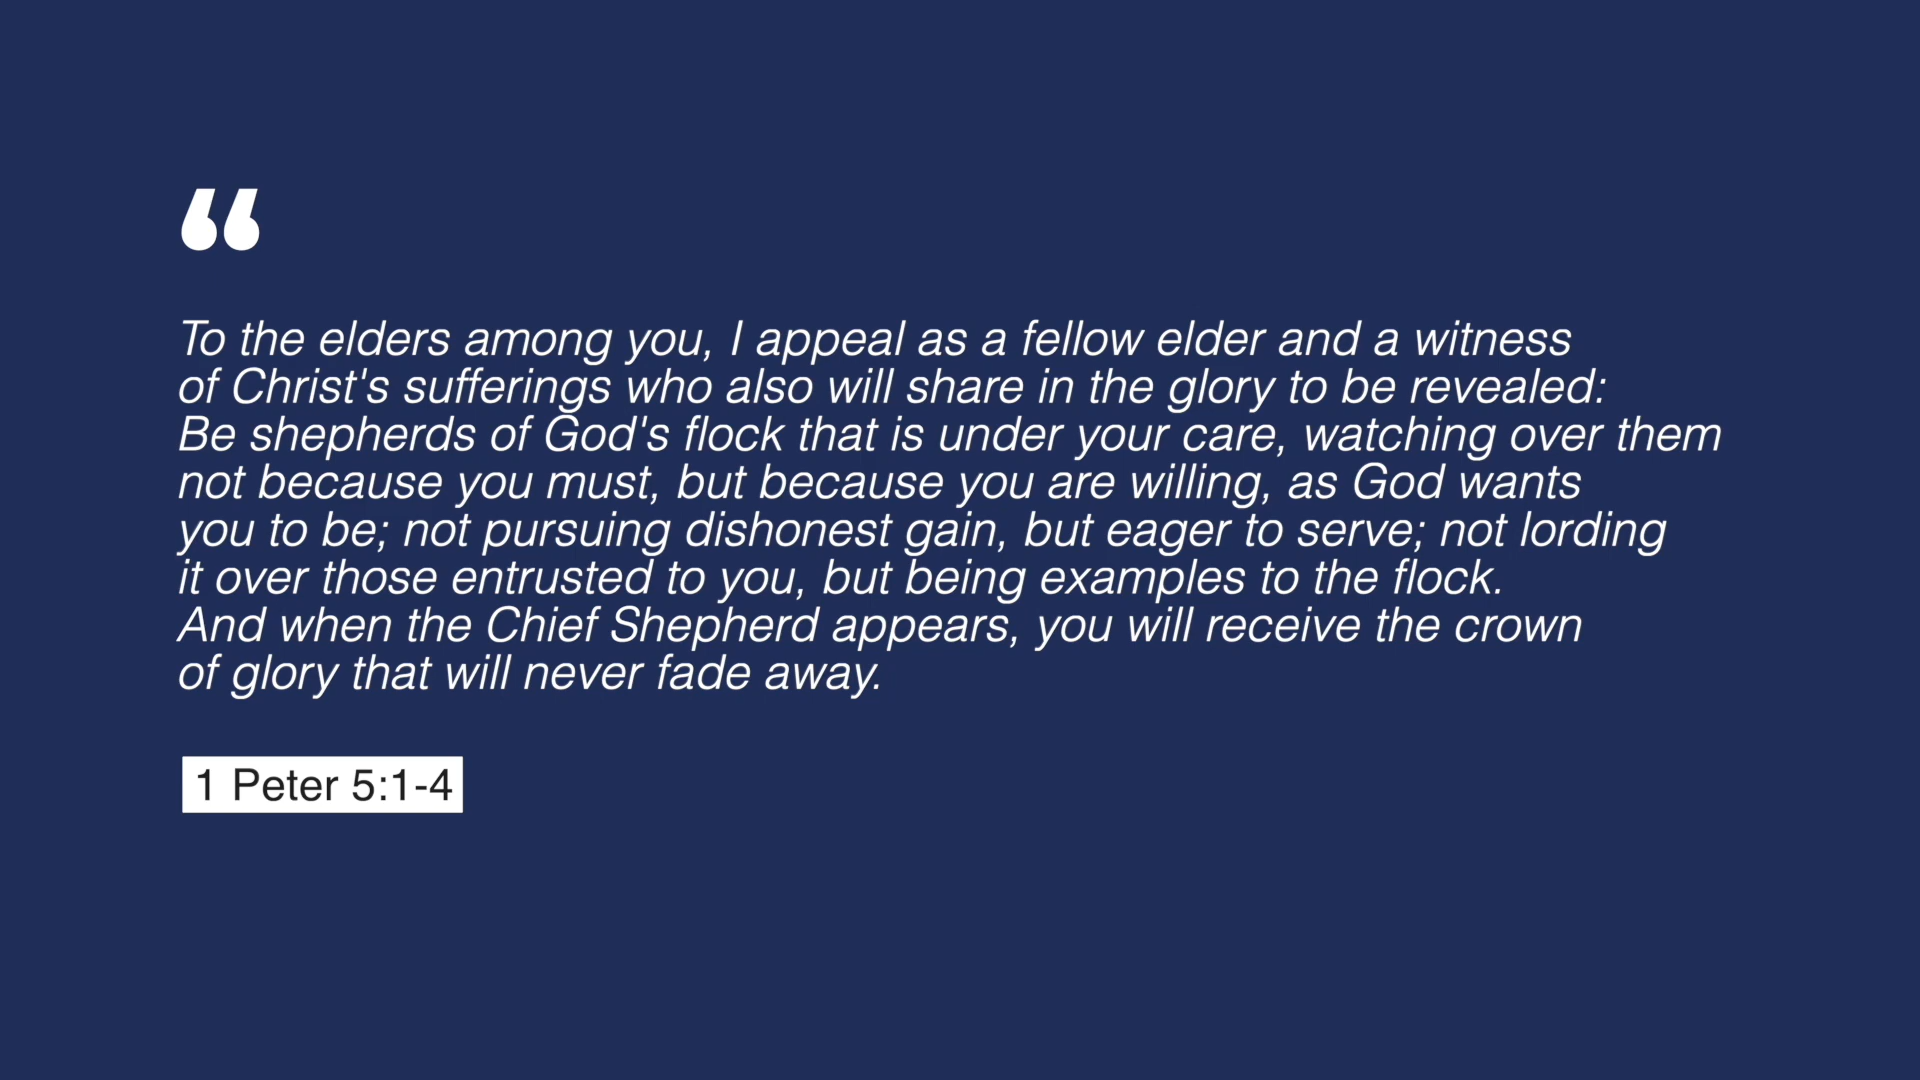 “
To the elders among you, I appeal as a fellow elder and a witness
of Christ's sufferings who also will share in the glory to be revealed:
Be shepherds of God's flock that is under your care, watching over them
not because you must, but because you are willing, as God wants
you to be; not pursuing dishonest gain, but eager to serve; not lording
it over those entrusted to you, but being examples to the flock.
And when the Chief Shepherd appears, you will receive the crown
of glory that will never fade away.
1 Peter 5:1-4